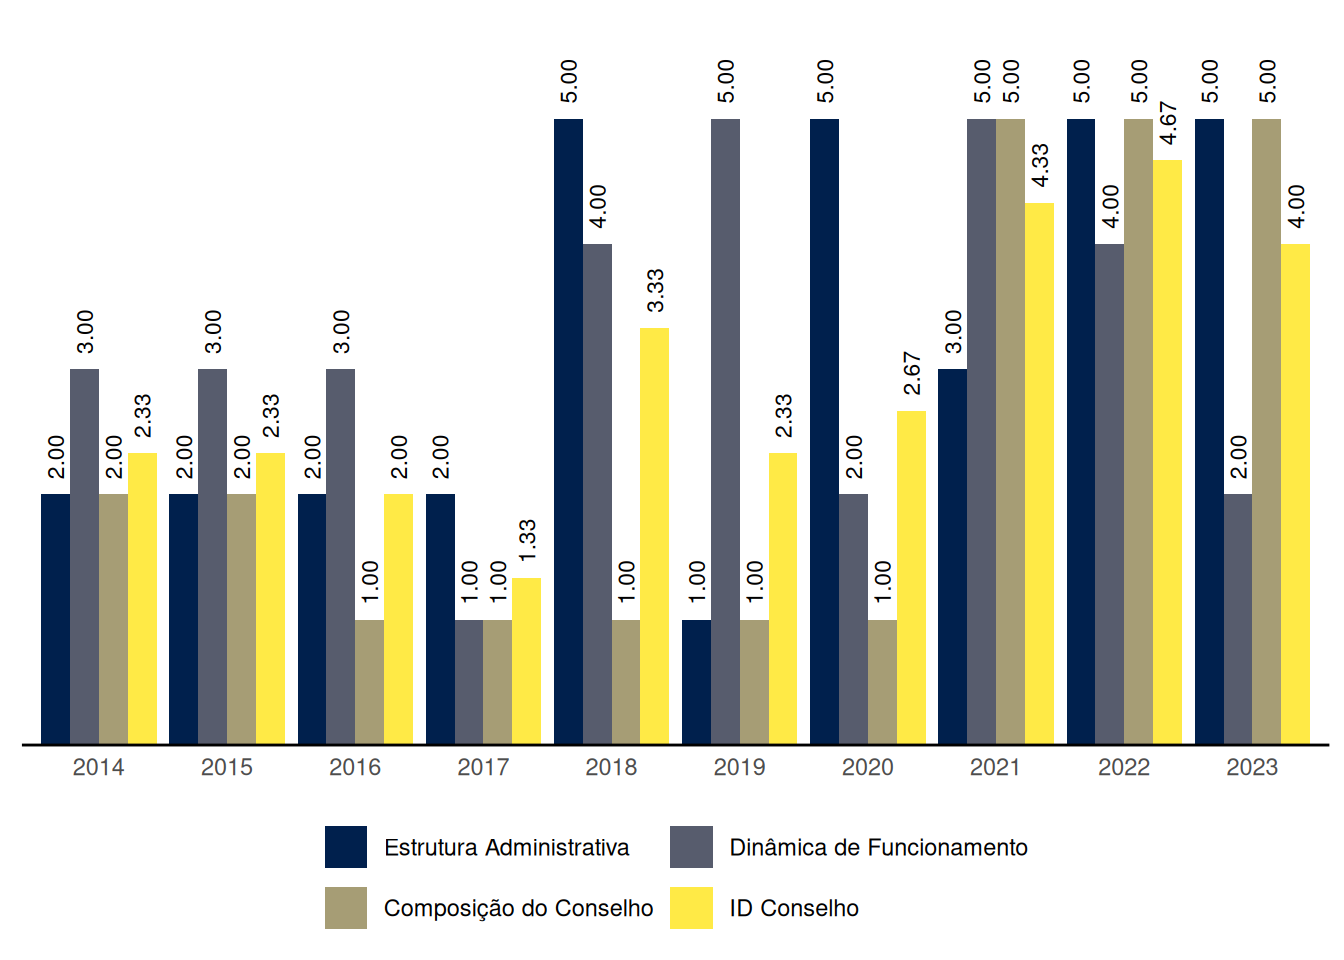 5.00 5.00 5.00 5.00 5.00 5.00 5.00 5.00 5.00
4.67
4.33
4.00 4.00 4.00
3.33
3.00 3.00 3.00 3.00
2.67
2.33 2.33 2.33
2.00 2.00 2.00 2.00 2.00 2.00 2.00 2.00 2.00
1.33
1.00 1.00 1.00 1.00 1.00 1.00 1.00
2014 2015 2016 2017 2018 2019 2020 2021 2022 2023
Estrutura Administrativa Dinâmica de Funcionamento
Composição do Conselho ID Conselho